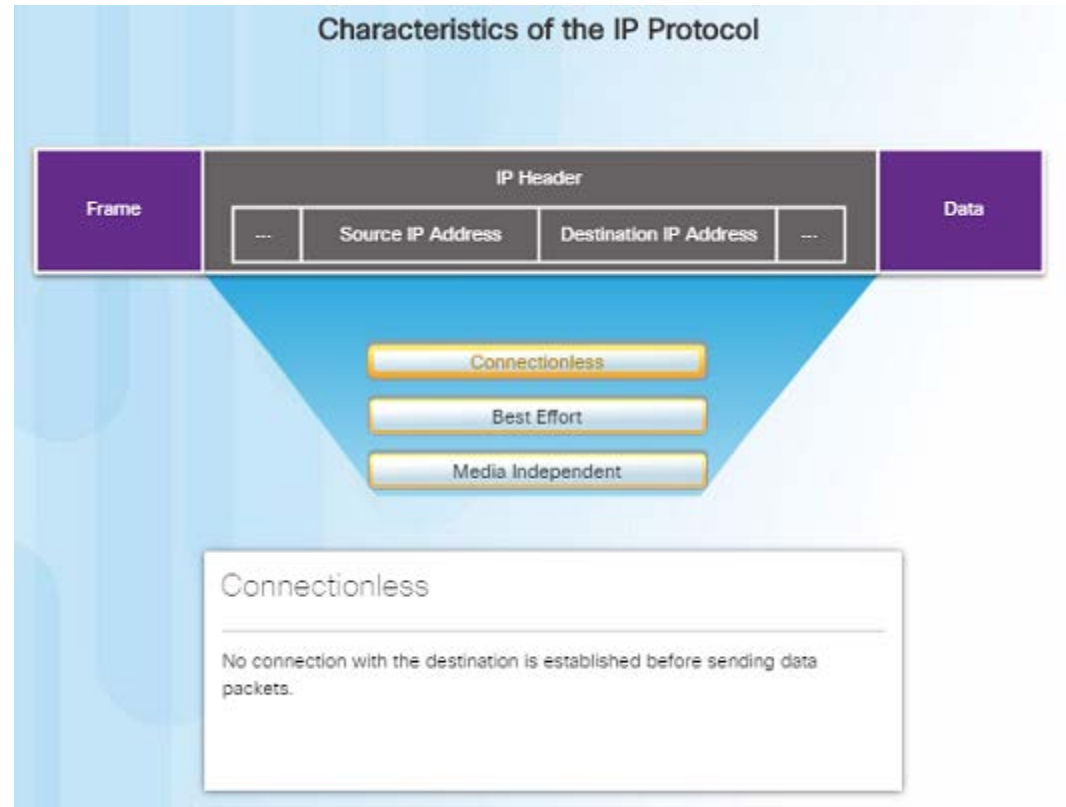 Characteristics of the IP Protocol
IP Header
Frame
Data
---
Source IP Address
Destination IP Address
---
Connectionless
Best Effort
Media Independent
Connectionless
No connection with the destination is established before sending data
packets.